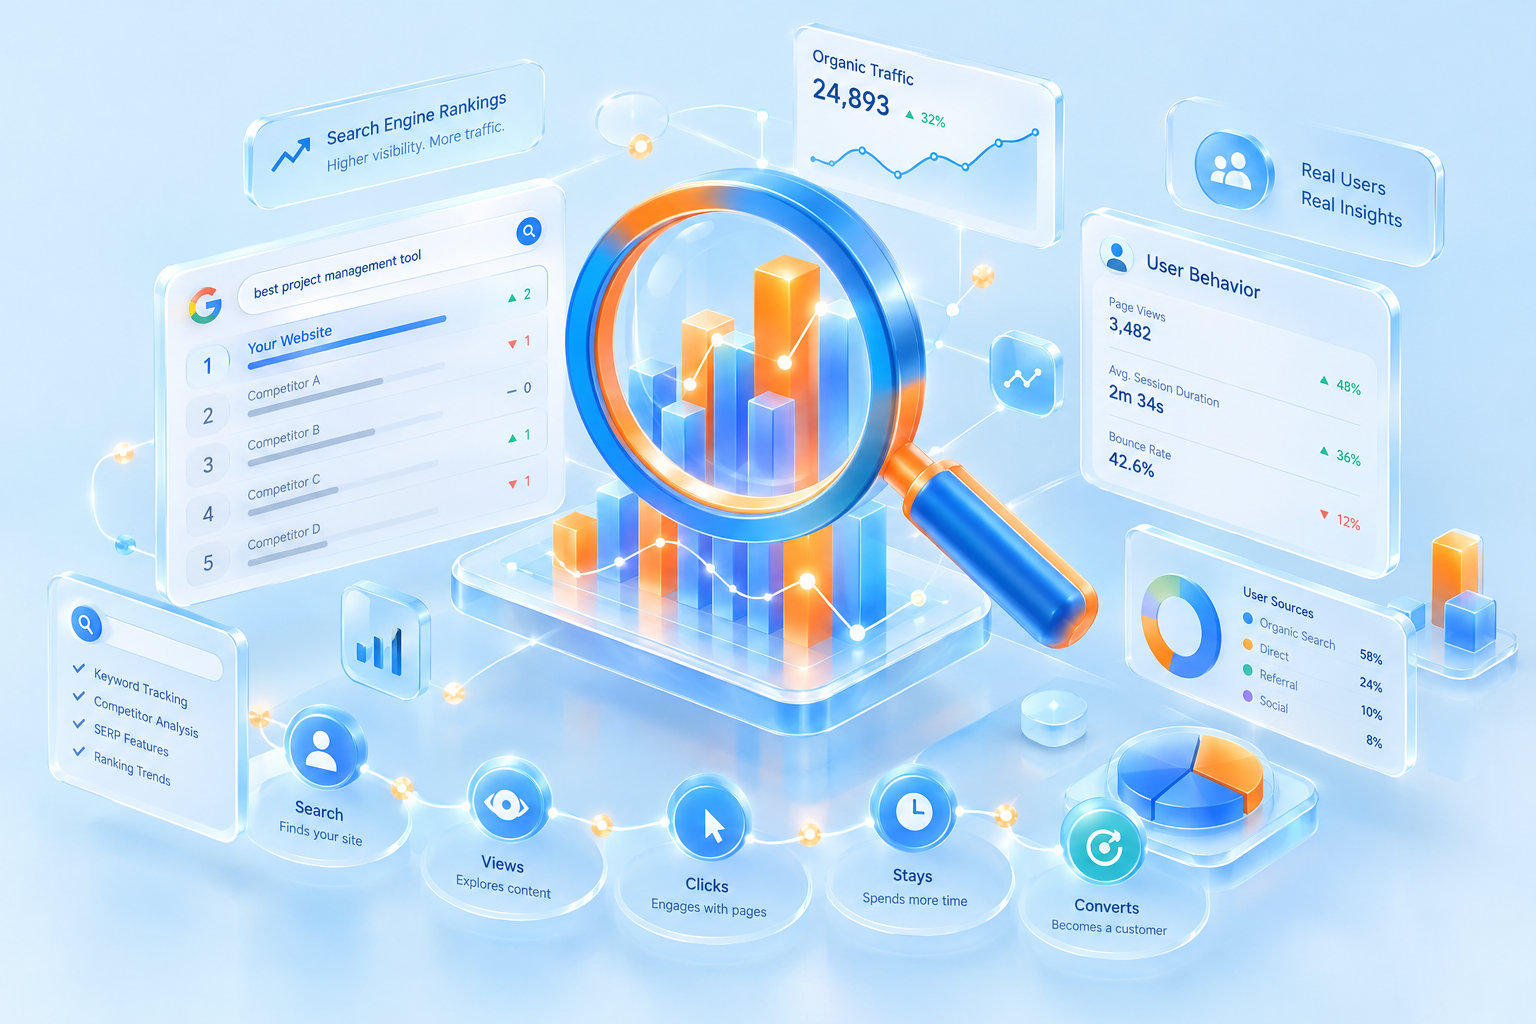 Search Engine Rankings
Higher visibility. More traffic.
Organic Traffic
24,893 ▲ 32%
Real Users
Real Insights
G
best project management tool
1 Your Website ▲ 2
2 Competitor A ▼ 1
3 Competitor B – 0
4 Competitor C ▲ 1
5 Competitor D ▼ 1
User Behavior
Page Views
3,482
▲ 48%
Avg. Session Duration
2m 34s
▲ 36%
Bounce Rate
42.6%
▼ 12%
User Sources
Organic Search 58%
Direct 24%
Referral 10%
Social 8%
Keyword Tracking
Competitor Analysis
SERP Features
Ranking Trends
Search
Finds your site
Views
Explores content
Clicks
Engages with pages
Stays
Spends more time
Converts
Becomes a customer